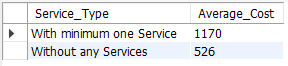 Service_Type Average_Cost
With minimum one Service 1170
Without any Services 526